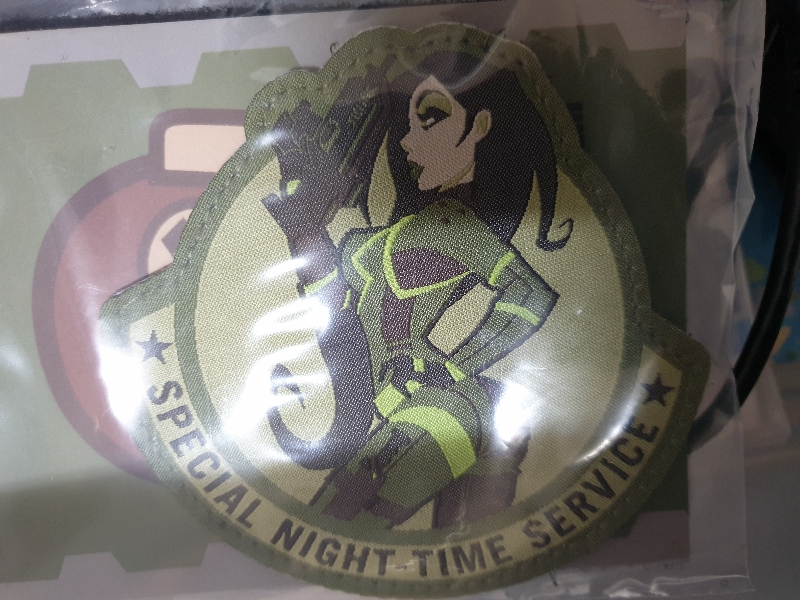 ★ SPECIAL NIGHT-TIME SERVICE ★